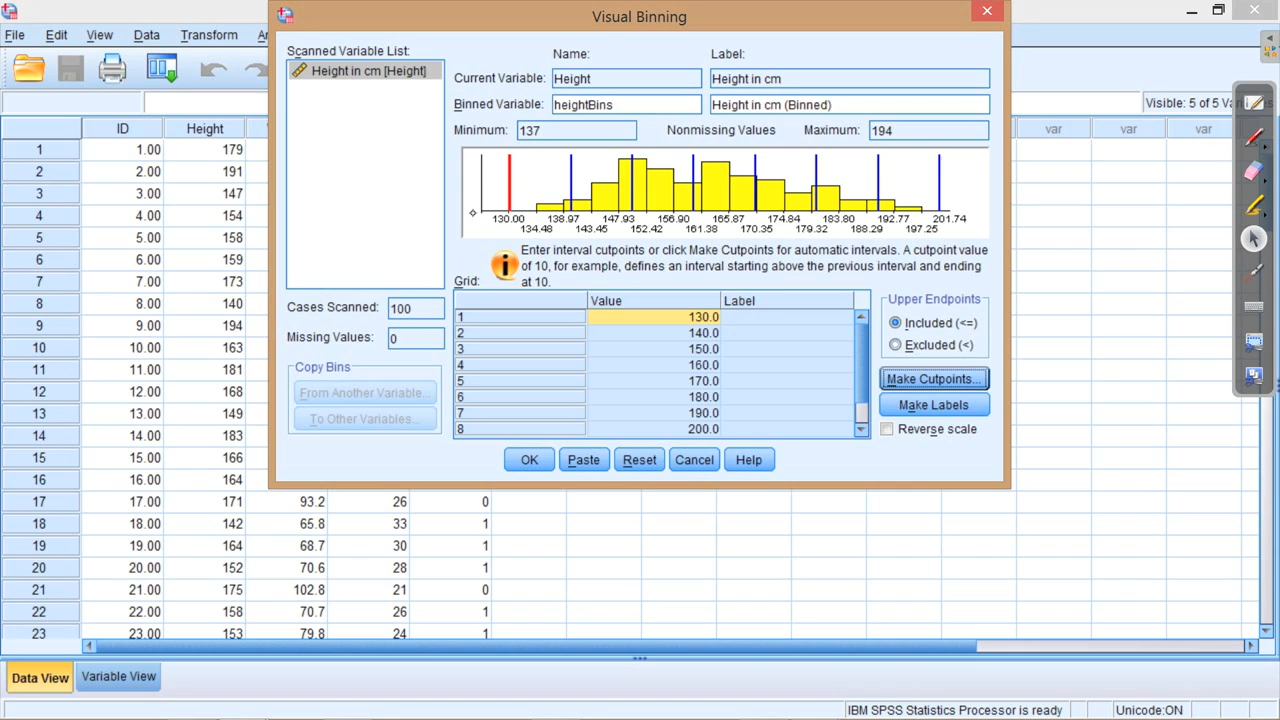 Visual Binning
File Edit View Data Transform
Scanned Variable List:
Height in cm [Height]
Name: Label:
Current Variable: Height Height in cm
Binned Variable: heightBins Height in cm (Binned)
Minimum: 137 Nonmissing Values Maximum: 194
130.00 138.97 147.93 156.90 165.87 174.84 183.80 192.77 201.74
134.48 143.45 152.42 161.38 170.35 179.32 188.29 197.25
Enter interval cutpoints or click Make Cutpoints for automatic intervals. A cutpoint value
of 10, for example, defines an interval starting above the previous interval and ending
at 10.
Grid:
Value Label
1 130.0
2 140.0
3 150.0
4 160.0
5 170.0
6 180.0
7 190.0
8 200.0
Cases Scanned: 100
Missing Values: 0
Copy Bins
From Another Variable...
To Other Variables...
Upper Endpoints
Included (<=)
Excluded (<)
Make Cutpoints...
Make Labels
Reverse scale
OK Paste Reset Cancel Help
Visible: 5 of 5
ID Height var var var
1 1.00 179
2 2.00 191
3 3.00 147
4 4.00 154
5 5.00 158
6 6.00 159
7 7.00 173
8 8.00 140
9 9.00 194
10 10.00 163
11 11.00 181
12 12.00 168
13 13.00 149
14 14.00 183
15 15.00 166
16 16.00 164
17 17.00 171 93.2 26 0
18 18.00 142 65.8 33 1
19 19.00 164 68.7 30 1
20 20.00 152 70.6 28 1
21 21.00 175 102.8 21 0
22 22.00 158 70.7 26 1
23 23.00 153 79.8 24 1
Data View Variable View
IBM SPSS Statistics Processor is ready Unicode:ON